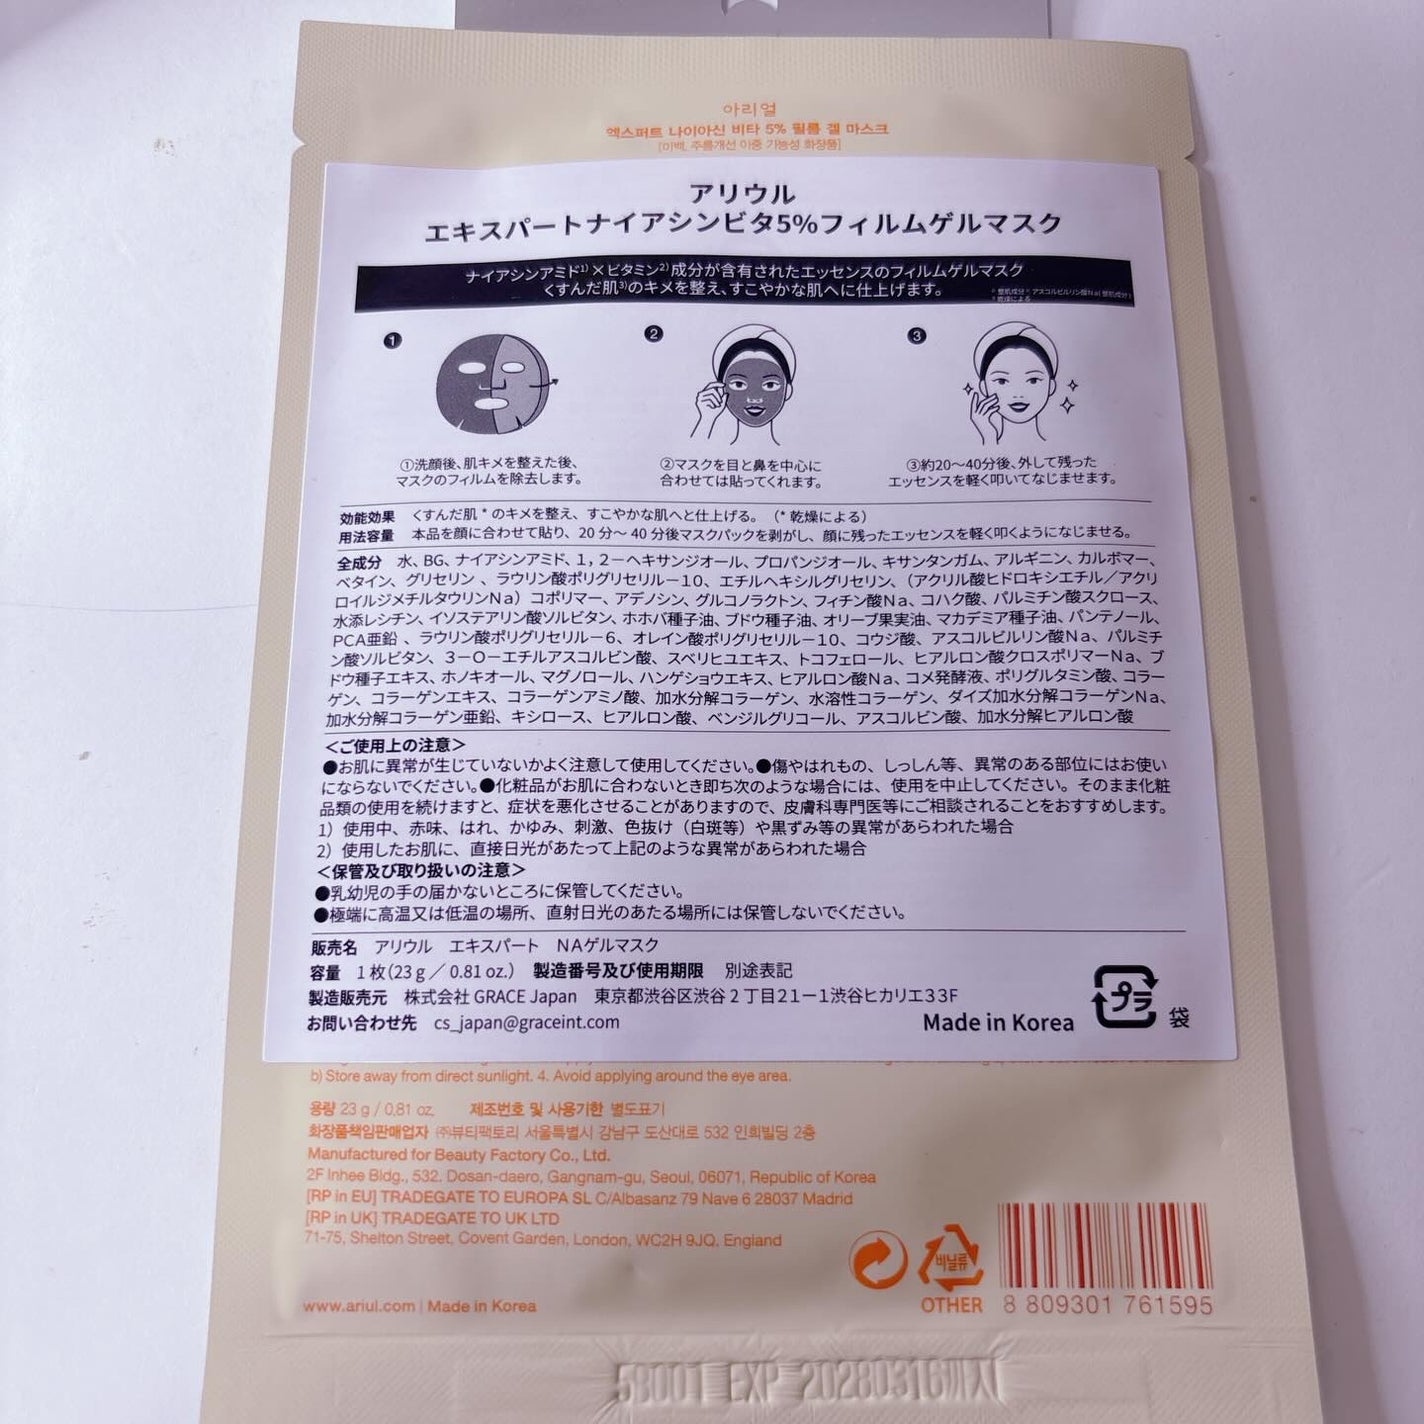 아리얼
엑스퍼트 나이아신 비타 5% 필름 겔 마스크
[미백, 주름개선 이중 기능성 화장품]
アリウル
エキスパートナイアシンビタ5%フィルムゲルマスク
ナイアシンアミド1)×ビタミン2)成分が含有されたエッセンスのフィルムゲルマスク
くすんだ肌3)のキメを整え、すこやかな肌へに仕上げます。
1 2 3
①洗顔後、肌キメを整えた後、
マスクのフィルムを除去します。
②マスクを目と鼻を中心に
合わせては貼ってくれます。
③約20〜40分後、外して残った
エッセンスを軽く叩いてなじませます。
効能効果 くすんだ肌 * のキメを整え、すこやかな肌へと仕上げる。（* 乾燥による）
用法容量 本品を顔に合わせて貼り、20 分〜 40 分後マスクパックを剥がし、顔に残ったエッセンスを軽く叩くようになじませる。
全成分 水、BG、ナイアシンアミド、1，2－ヘキサンジオール、プロパンジオール、キサンタンガム、アルギニン、カルボマー、
ベタイン、グリセリン 、ラウリン酸ポリグリセリル－10、エチルヘキシルグリセリン、（アクリル酸ヒドロキシエチル／アクリ
ロイルジメチルタウリンNa）コポリマー、アデノシン、グルコノラクトン、フィチン酸Na、コハク酸、パルミチン酸スクロース、
水添レシチン、イソステアリン酸ソルビタン、ホホバ種子油、ブドウ種子油、オリーブ果実油、マカデミア種子油、パンテノール、
PCA亜鉛 、ラウリン酸ポリグリセリル－6、オレイン酸ポリグリセリル－10、コウジ酸、アスコルビルリン酸Na、パルミチ
ン酸ソルビタン、3－O－エチルアスコルビン酸、スベリヒユエキス、トコフェロール、ヒアルロン酸クロスポリマーNa、ブ
ドウ種子エキス、ホノキオール、マグノロール、ハンゲショウエキス、ヒアルロン酸Na、コメ発酵液、ポリグルタミン酸、コラー
ゲン、コラーゲンエキス、コラーゲンアミノ酸、加水分解コラーゲン、水溶性コラーゲン、ダイズ加水分解コラーゲンNa、
加水分解コラーゲン亜鉛、キシロース、ヒアルロン酸、ベンジルグリコール、アスコルビン酸、加水分解ヒアルロン酸
＜ご使用上の注意＞
●お肌に異常が生じていないかよく注意して使用してください。●傷やはれもの、しっしん等、異常のある部位にはお使い
にならないでください。●化粧品がお肌に合わないとき即ち次のような場合には、使用を中止してください。そのまま化粧
品類の使用を続けますと、症状を悪化させることがありますので、皮膚科専門医等にご相談されることをおすすめします。
1）使用中、赤味、はれ、かゆみ、刺激、色抜け（白斑等）や黒ずみ等の異常があらわれた場合
2）使用したお肌に、直接日光があたって上記のような異常があらわれた場合
＜保管及び取り扱いの注意＞
●乳幼児の手の届かないところに保管してください。
●極端に高温又は低温の場所、直射日光のあたる場所には保管しないでください。
販売名 アリウル エキスパート NAゲルマスク
容量 1枚（23 g ／ 0.81 oz.） 製造番号及び使用期限 別途表記
製造販売元 株式会社 GRACE Japan 東京都渋谷区渋谷２丁目21－1渋谷ヒカリエ33F
お問い合わせ先 cs_japan@graceint.com
Made in Korea
プラ
袋
b) Store away from direct sunlight. 4. Avoid applying around the eye area.
용량 23 g / 0.81 oz. 제조번호 및 사용기한 별도표기
화장품책임판매업자 ㈜뷰티팩토리 서울특별시 강남구 도산대로 532 인희빌딩 2층
Manufactured for Beauty Factory Co., Ltd.
2F Inhee Bldg., 532. Dosan-daero, Gangnam-gu, Seoul, 06071, Republic of Korea
[RP in EU] TRADEGATE TO EUROPA SL C/Albasanz 79 Nave 6 28037 Madrid
[RP in UK] TRADEGATE TO UK LTD
71-75, Shelton Street, Covent Garden, London, WC2H 9JQ, England
비닐류
OTHER
8 809301 761595
www.ariul.com | Made in Korea
5B001 EXP 20280316까지